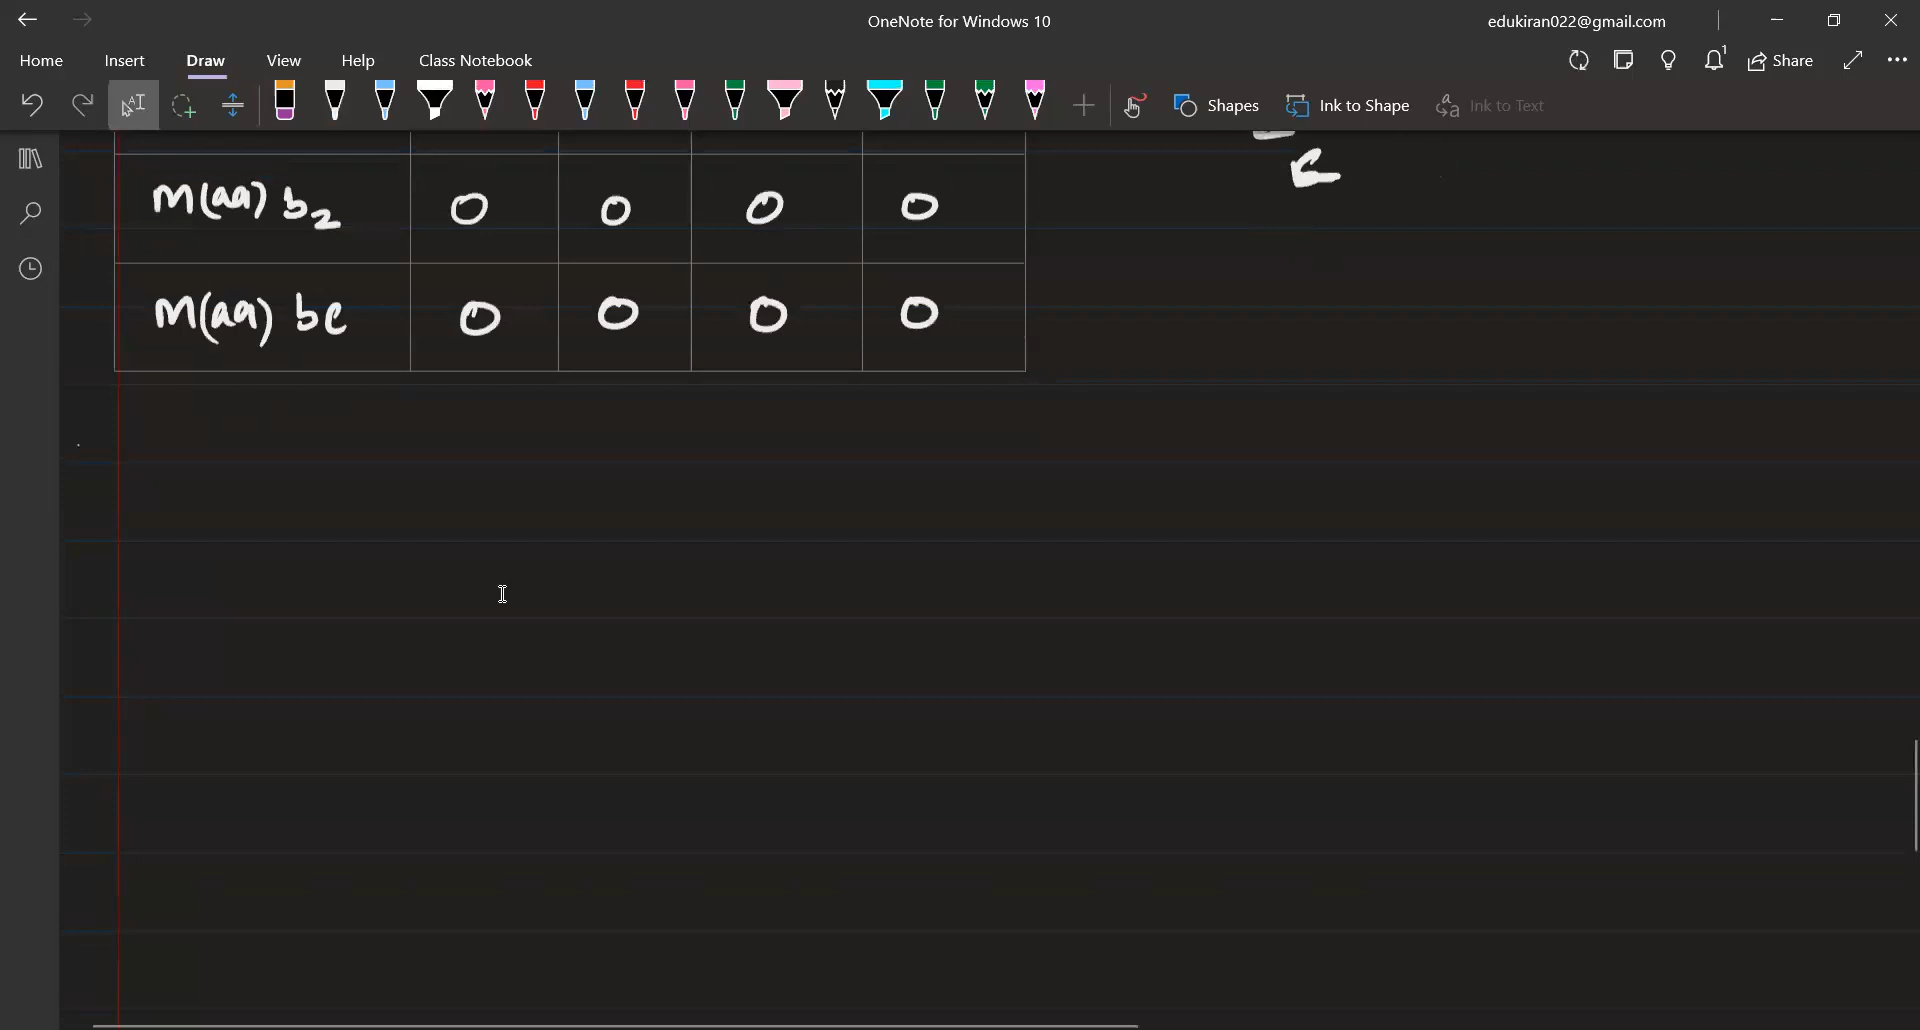 OneNote for Windows 10
edukiran022@gmail.com
Home Insert Draw View Help Class Notebook
1 Share
Shapes Ink to Shape Ink to Text
M(aa) b2 0 0 0 0
M(aa) be 0 0 0 0